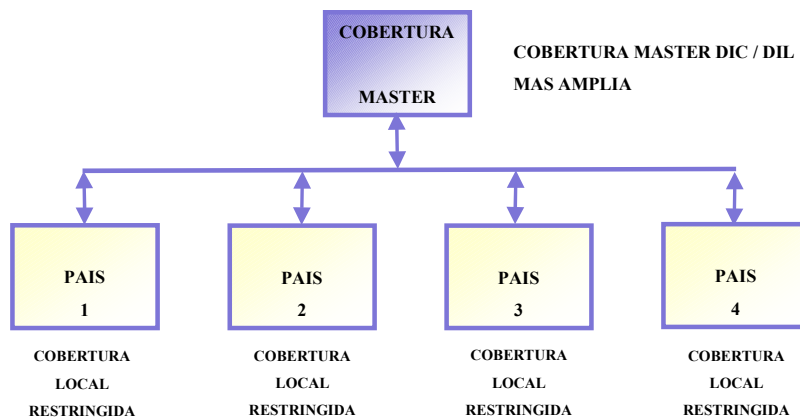 COBERTURA
MASTER
COBERTURA MASTER DIC / DIL
MAS AMPLIA
PAIS
1
PAIS
2
PAIS
3
PAIS
4
COBERTURA
LOCAL
RESTRINGIDA
COBERTURA
LOCAL
RESTRINGIDA
COBERTURA
LOCAL
RESTRINGIDA
COBERTURA
LOCAL
RESTRINGIDA